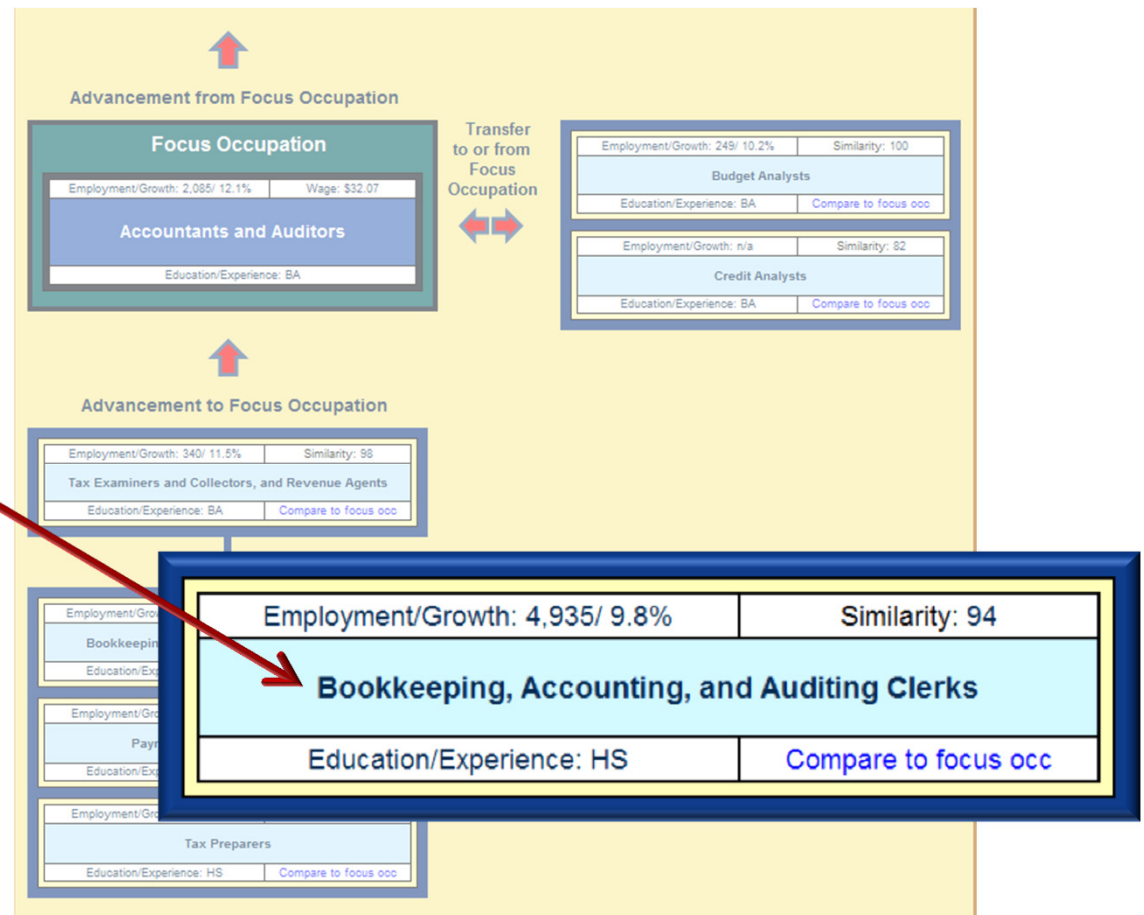 Advancement from Focus Occupation
Focus Occupation
Employment/Growth: 2,085/ 12.1%
Wage: $32.07
Accountants and Auditors
Education/Experience: BA
Transfer
to or from
Focus
Occupation
Employment/Growth: 249/ 10.2%
Similarity: 100
Budget Analysts
Education/Experience: BA
Compare to focus occ
Employment/Growth: n/a
Similarity: 82
Credit Analysts
Education/Experience: BA
Compare to focus occ
Advancement to Focus Occupation
Employment/Growth: 340/ 11.5%
Similarity: 98
Tax Examiners and Collectors, and Revenue Agents
Education/Experience: BA
Compare to focus occ
Employment/Growth: 4,935/ 9.8%
Similarity: 94
Bookkeeping, Accounting, and Auditing Clerks
Education/Experience: HS
Compare to focus occ
Tax Preparers
Education/Experience: HS
Compare to focus occ